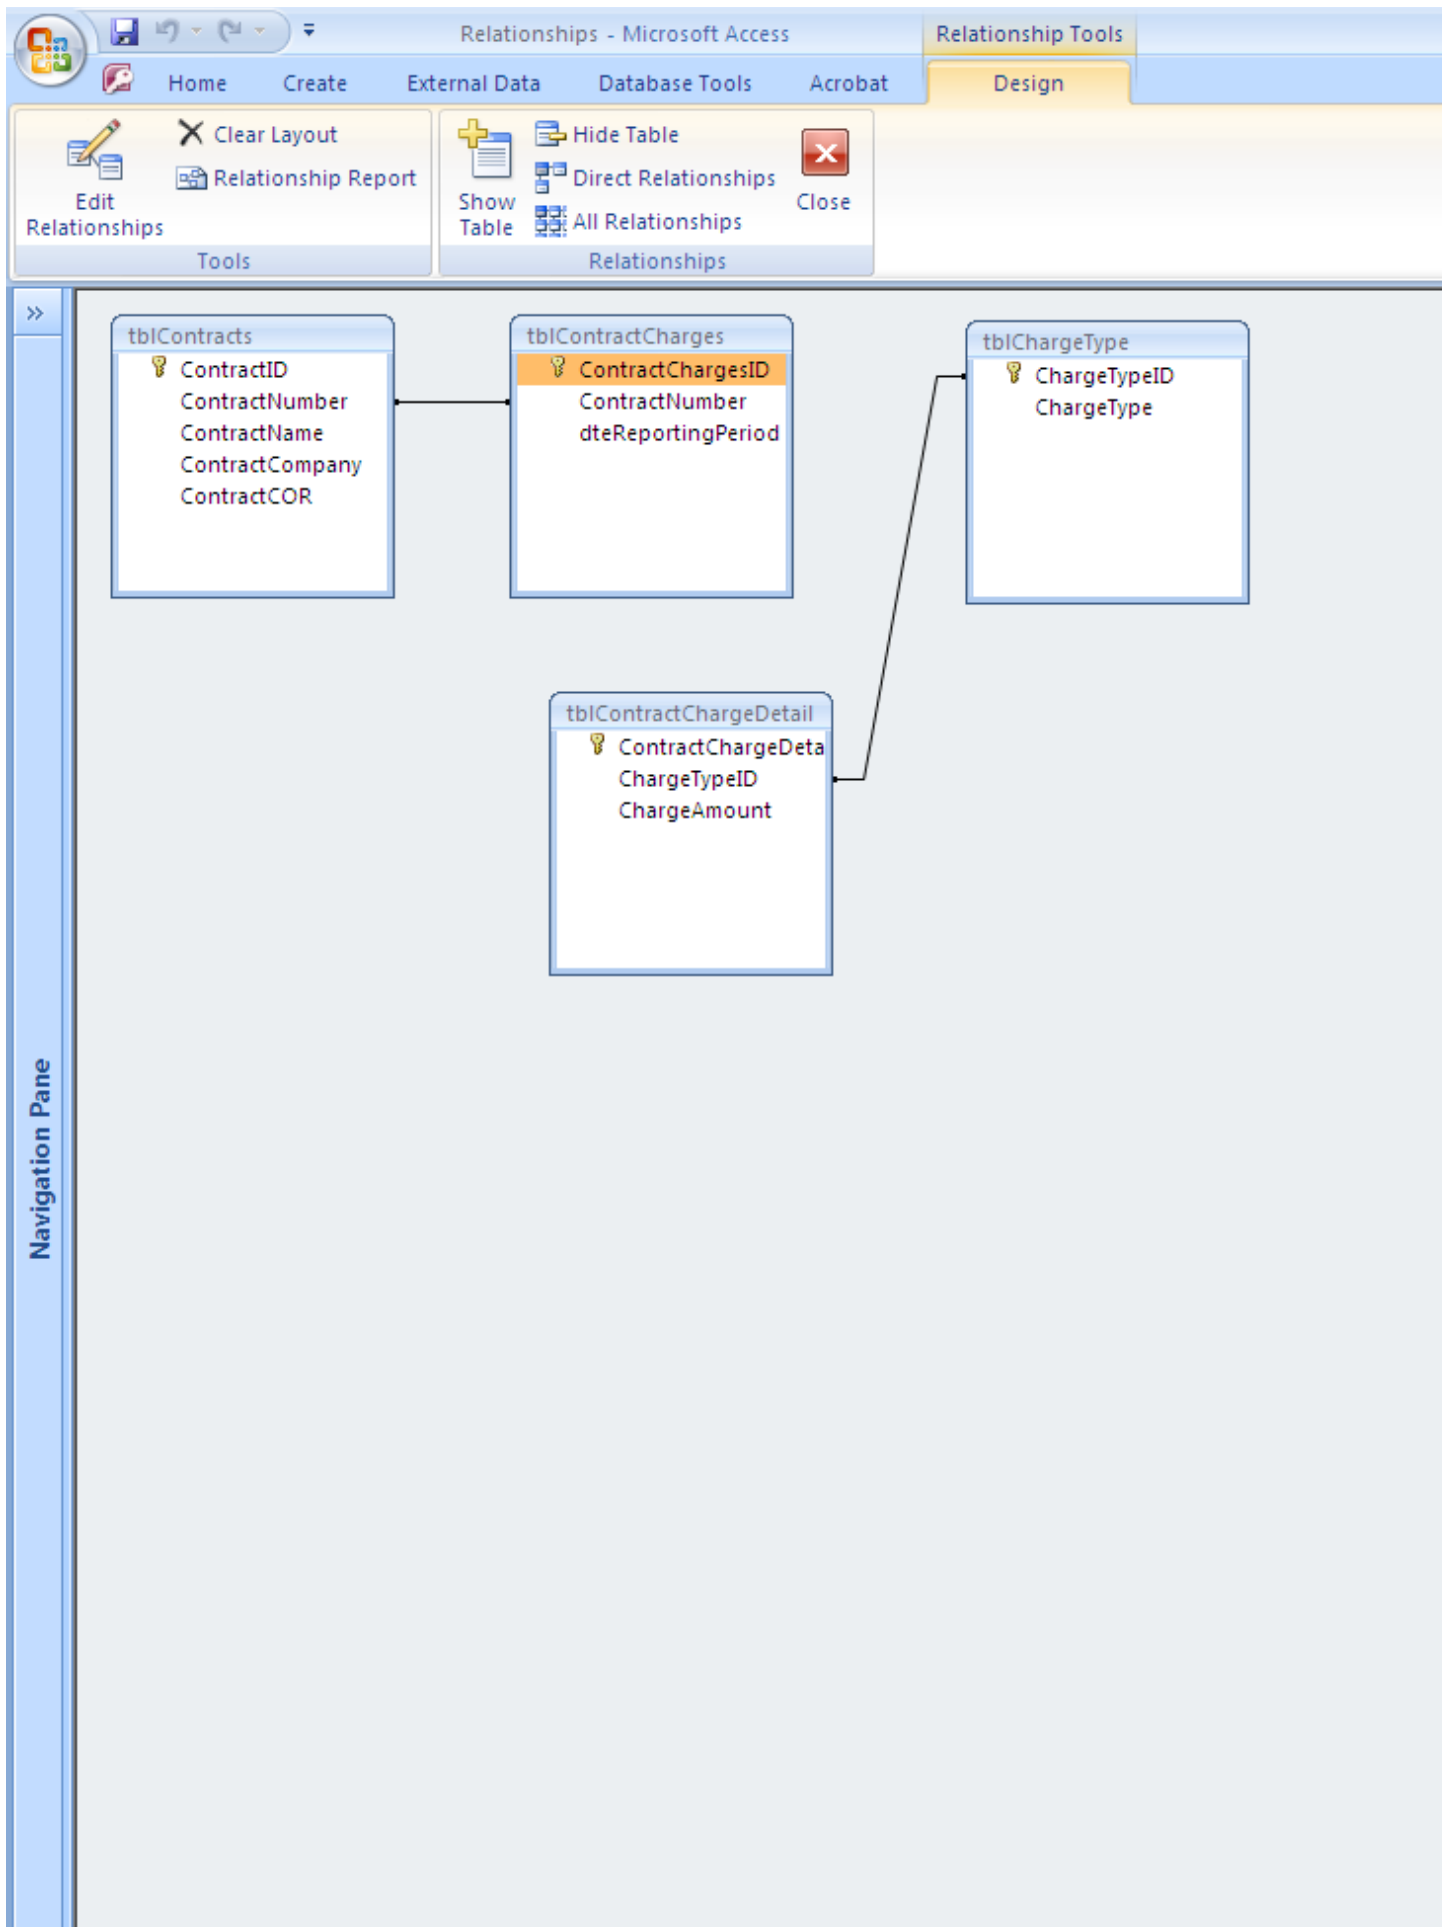 Relationships - Microsoft Access
Relationship Tools
Home
Create
External Data
Database Tools
Acrobat
Design
Edit
Relationships
Clear Layout
Relationship Report
Tools
Show
Table
Hide Table
Direct Relationships
All Relationships
Close
Relationships
Navigation Pane
tblContracts
ContractID
ContractNumber
ContractName
ContractCompany
ContractCOR
tblContractCharges
ContractChargesID
ContractNumber
dteReportingPeriod
tblChargeType
ChargeTypeID
ChargeType
tblContractChargeDetail
ContractChargeDeta
ChargeTypeID
ChargeAmount